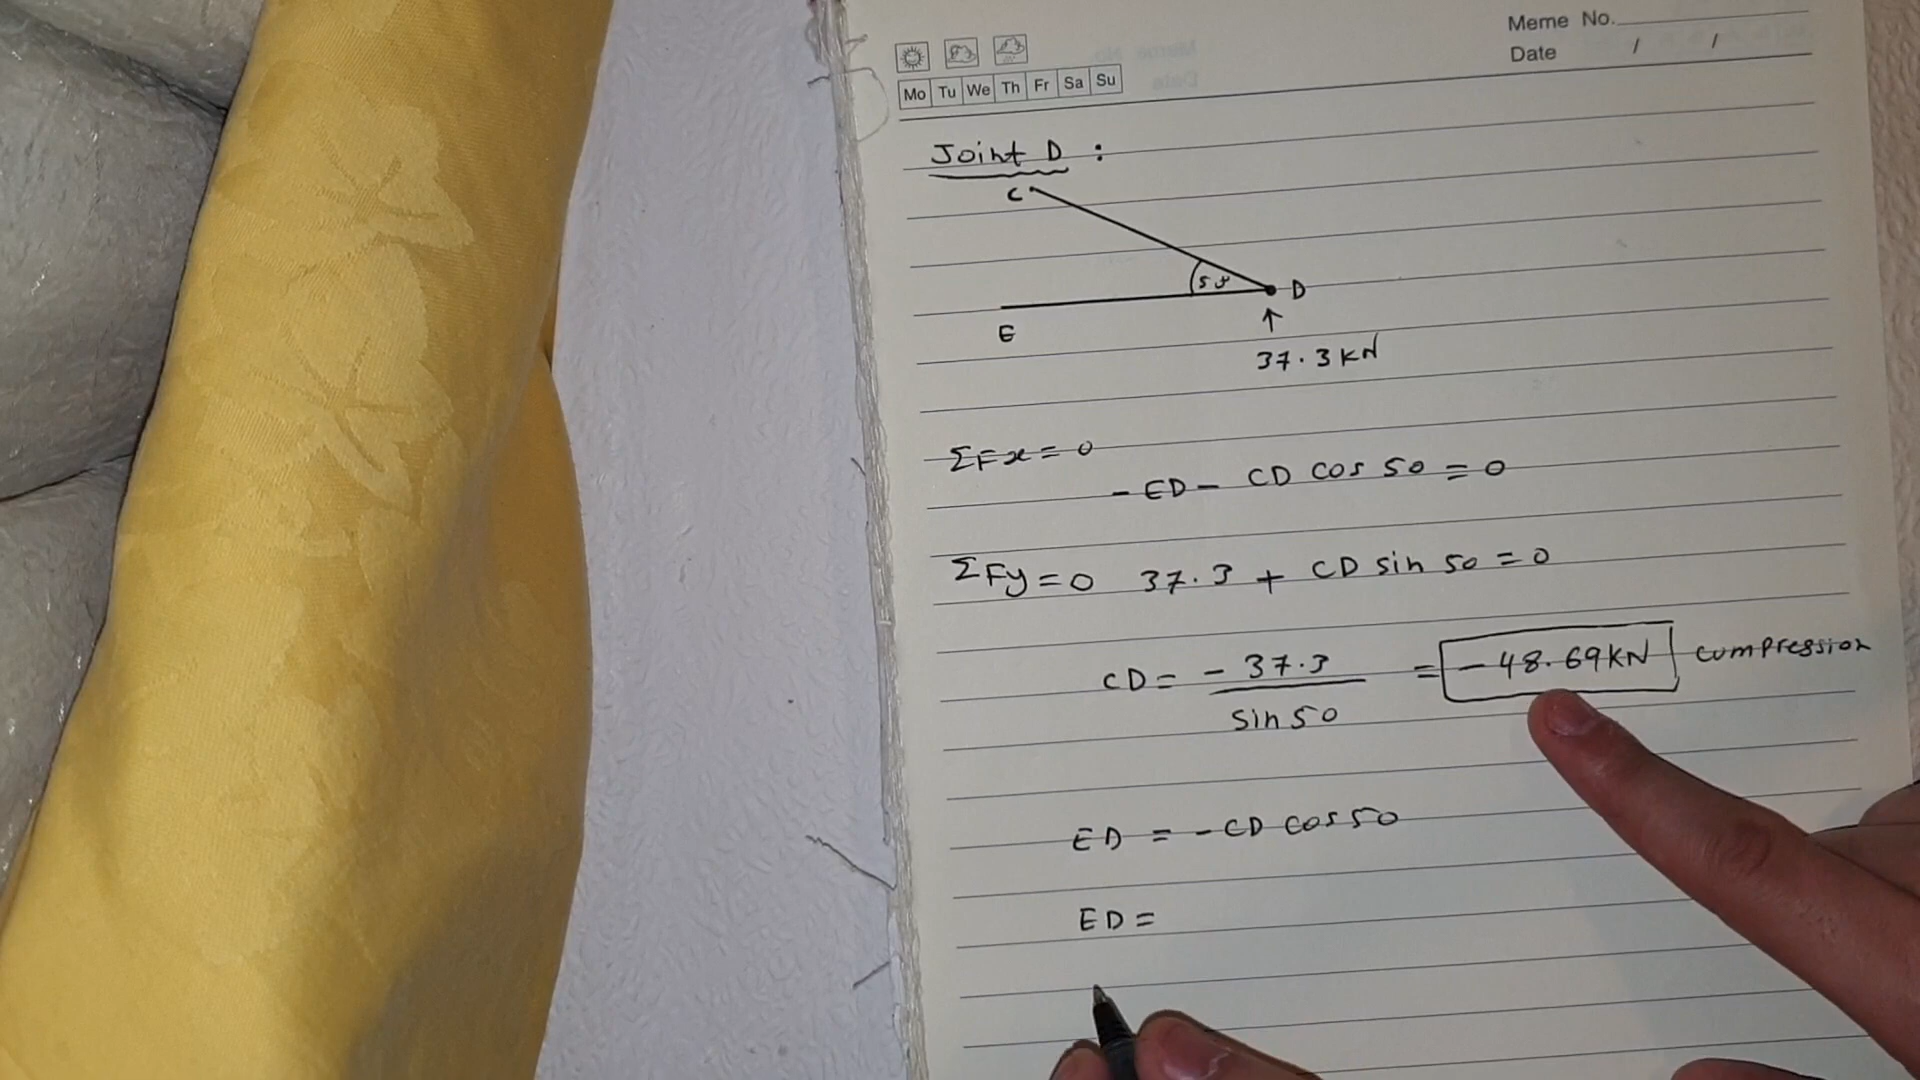 Meme No.
Date / /
Mo Tu We Th Fr Sa Su
Joint D :
C
50°
D
E
↑
37.3 KN
ΣFx = 0
- ED - CD cos 50 = 0
ΣFy = 0 37.3 + CD sin 50 = 0
CD = - 37.3 / sin 50 = - 48.69 KN compression
ED = - CD cos 50
ED =